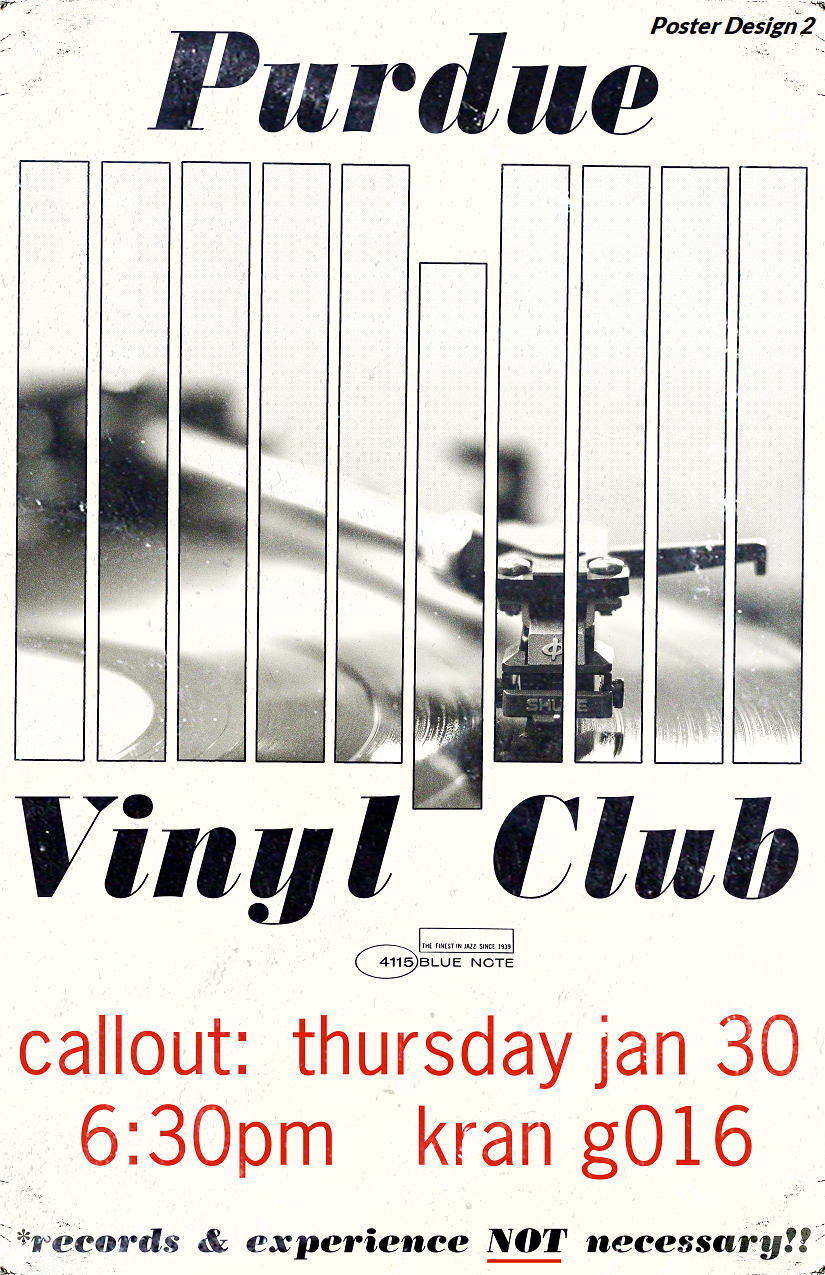 Poster Design 2
Purdue
SHURE
Vinyl Club
THE FINEST IN JAZZ SINCE 1939
4115 BLUE NOTE
callout: thursday jan 30
6:30pm kran g016
*records & experience NOT necessary!!